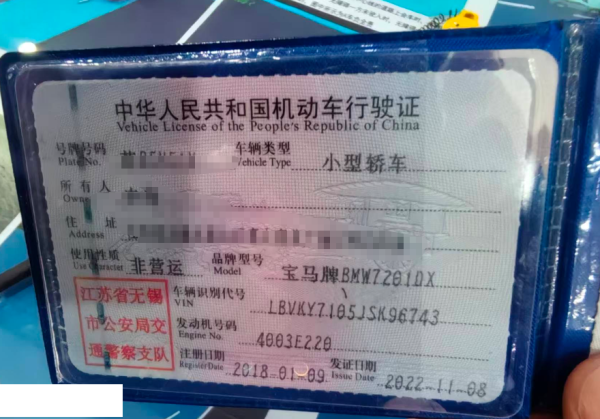 中华人民共和国机动车行驶证
Vehicle License of the People's Republic of China
号牌号码 车辆类型 小型轿车
Plate No. Vehicle Type
所有人
Owner
住址
Address
使用性质 非营运 品牌型号 宝马牌BMW7201DX
Use Character Model
江苏省无锡
市公安局交
通警察支队
车辆识别代号 LBVKY7105JSK96743
VIN
发动机号码 4003E220
Engine No.
注册日期 2018-01-09 发证日期 2022-11-08
Register Date Issue Date